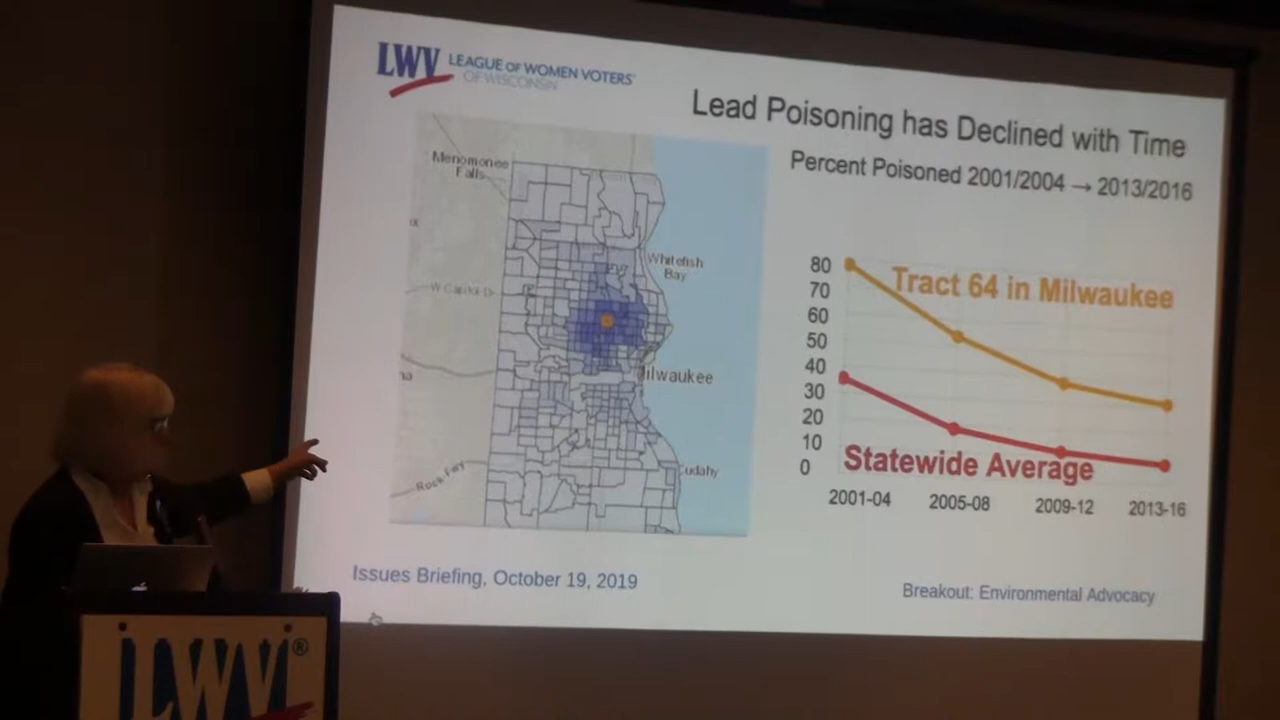 LWV LEAGUE OF WOMEN VOTERS®
OF WISCONSIN
Lead Poisoning has Declined with Time
Percent Poisoned 2001/2004 → 2013/2016
Menomonee
Falls
Whitefish
Bay
W Capitol Dr
ilwaukee
Rock Fwy
Cudahy
80
70
60
50
40
30
20
10
0
Tract 64 in Milwaukee
Statewide Average
2001-04
2005-08
2009-12
2013-16
Issues Briefing, October 19, 2019
Breakout: Environmental Advocacy
LWV®